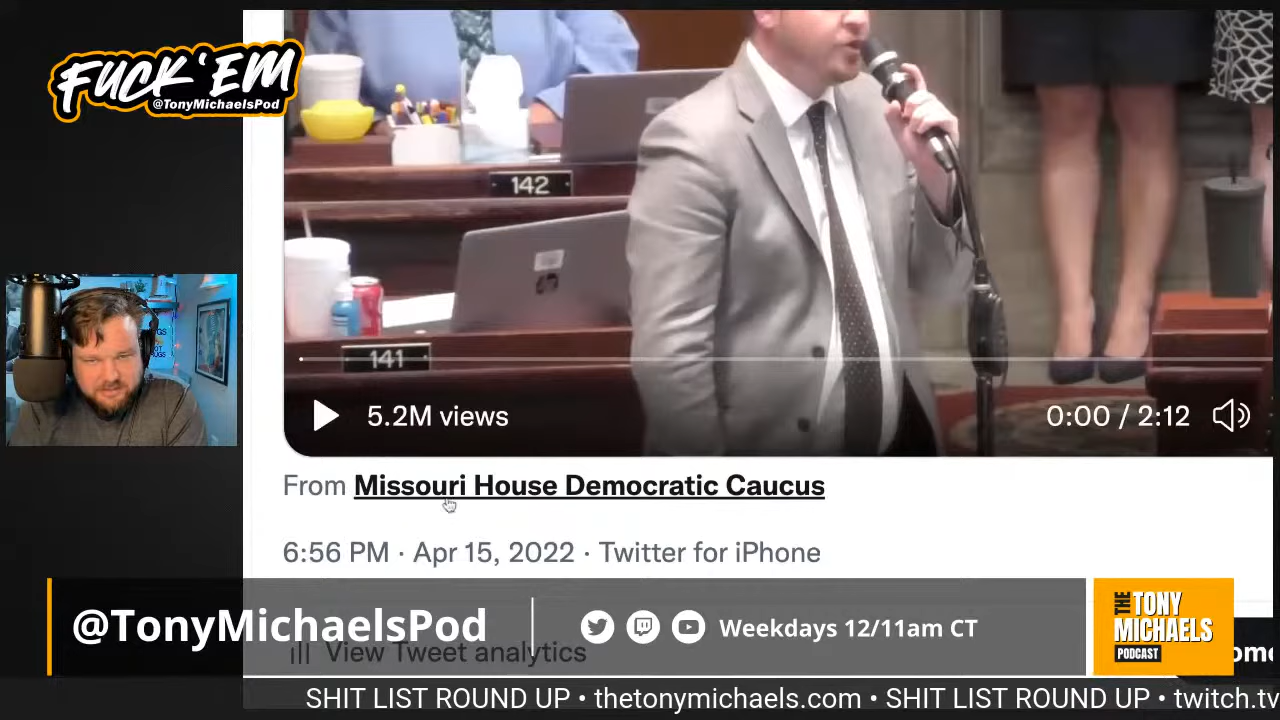 FUCK 'EM
@TonyMichaelsPod
142
141
5.2M views
0:00 / 2:12
From Missouri House Democratic Caucus
6:56 PM · Apr 15, 2022 · Twitter for iPhone
@TonyMichaelsPod
Weekdays 12/11am CT
THE TONY MICHAELS PODCAST
View Tweet analytics
SHIT LIST ROUND UP • thetonymichaels.com • SHIT LIST ROUND UP • twitch.tv